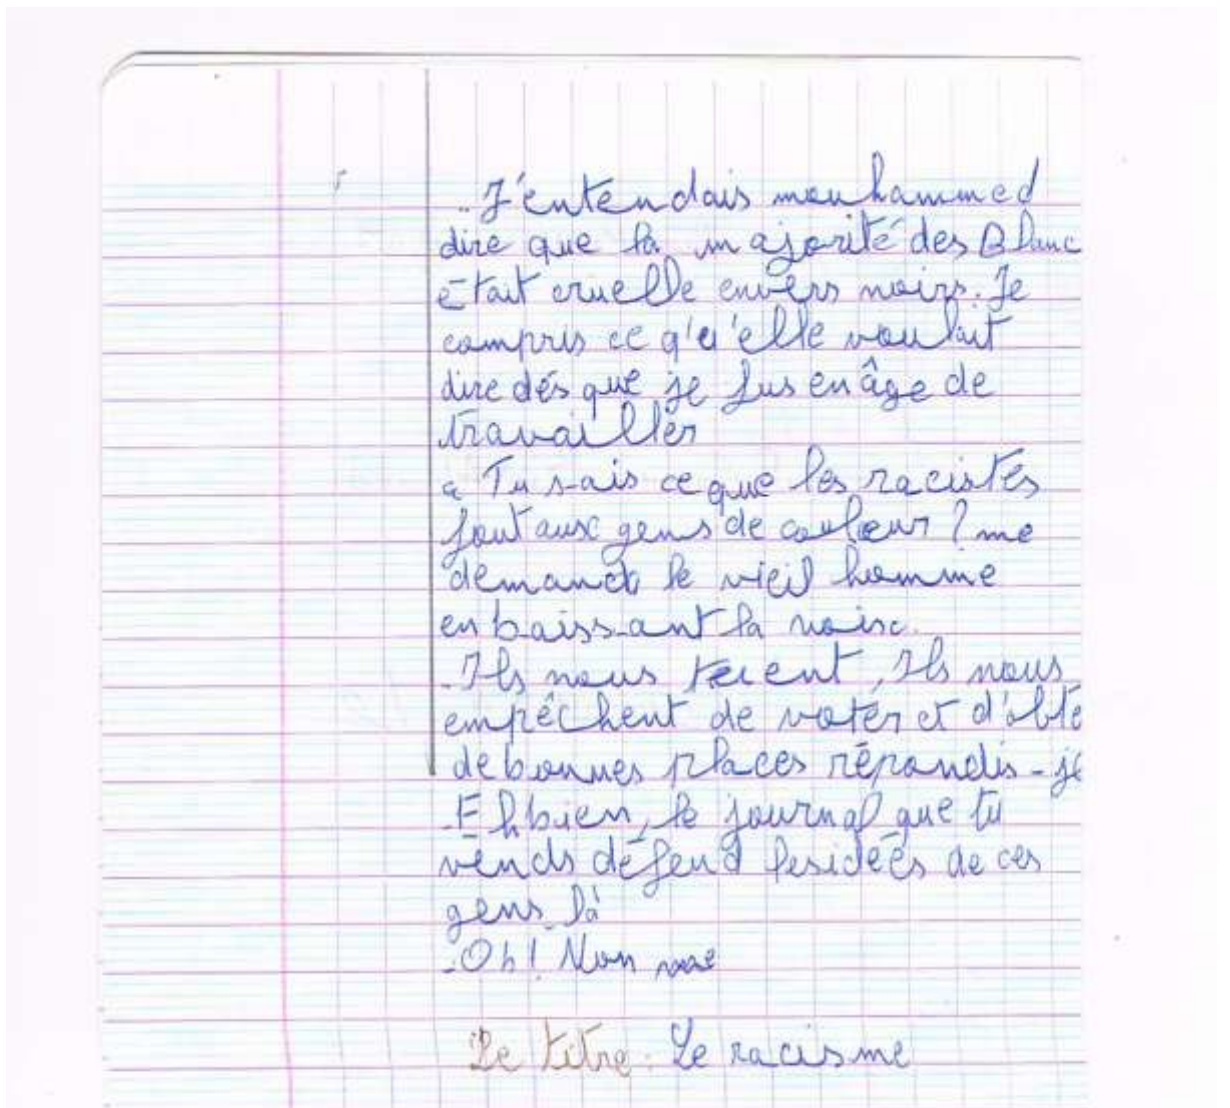 .. J'entendais mouhammed
dire que la majorité des Blanc
était cruelle envers noirs. Je
compris ce q'u'elle voulait
dire dés que je fus en âge de
travailler
« Tu sais ce que les racistes
font aux gens de couleur ? me
demanda le vieil homme
en baissant la voix.
- Ils nous tuent, Ils nous
empêchent de voter et d'obte
de bonnes places répondis - je
- Eh bien, le journal que tu
vends défend les ideés de ces
gens là
- Oh ! Non
Le titre : Le racisme